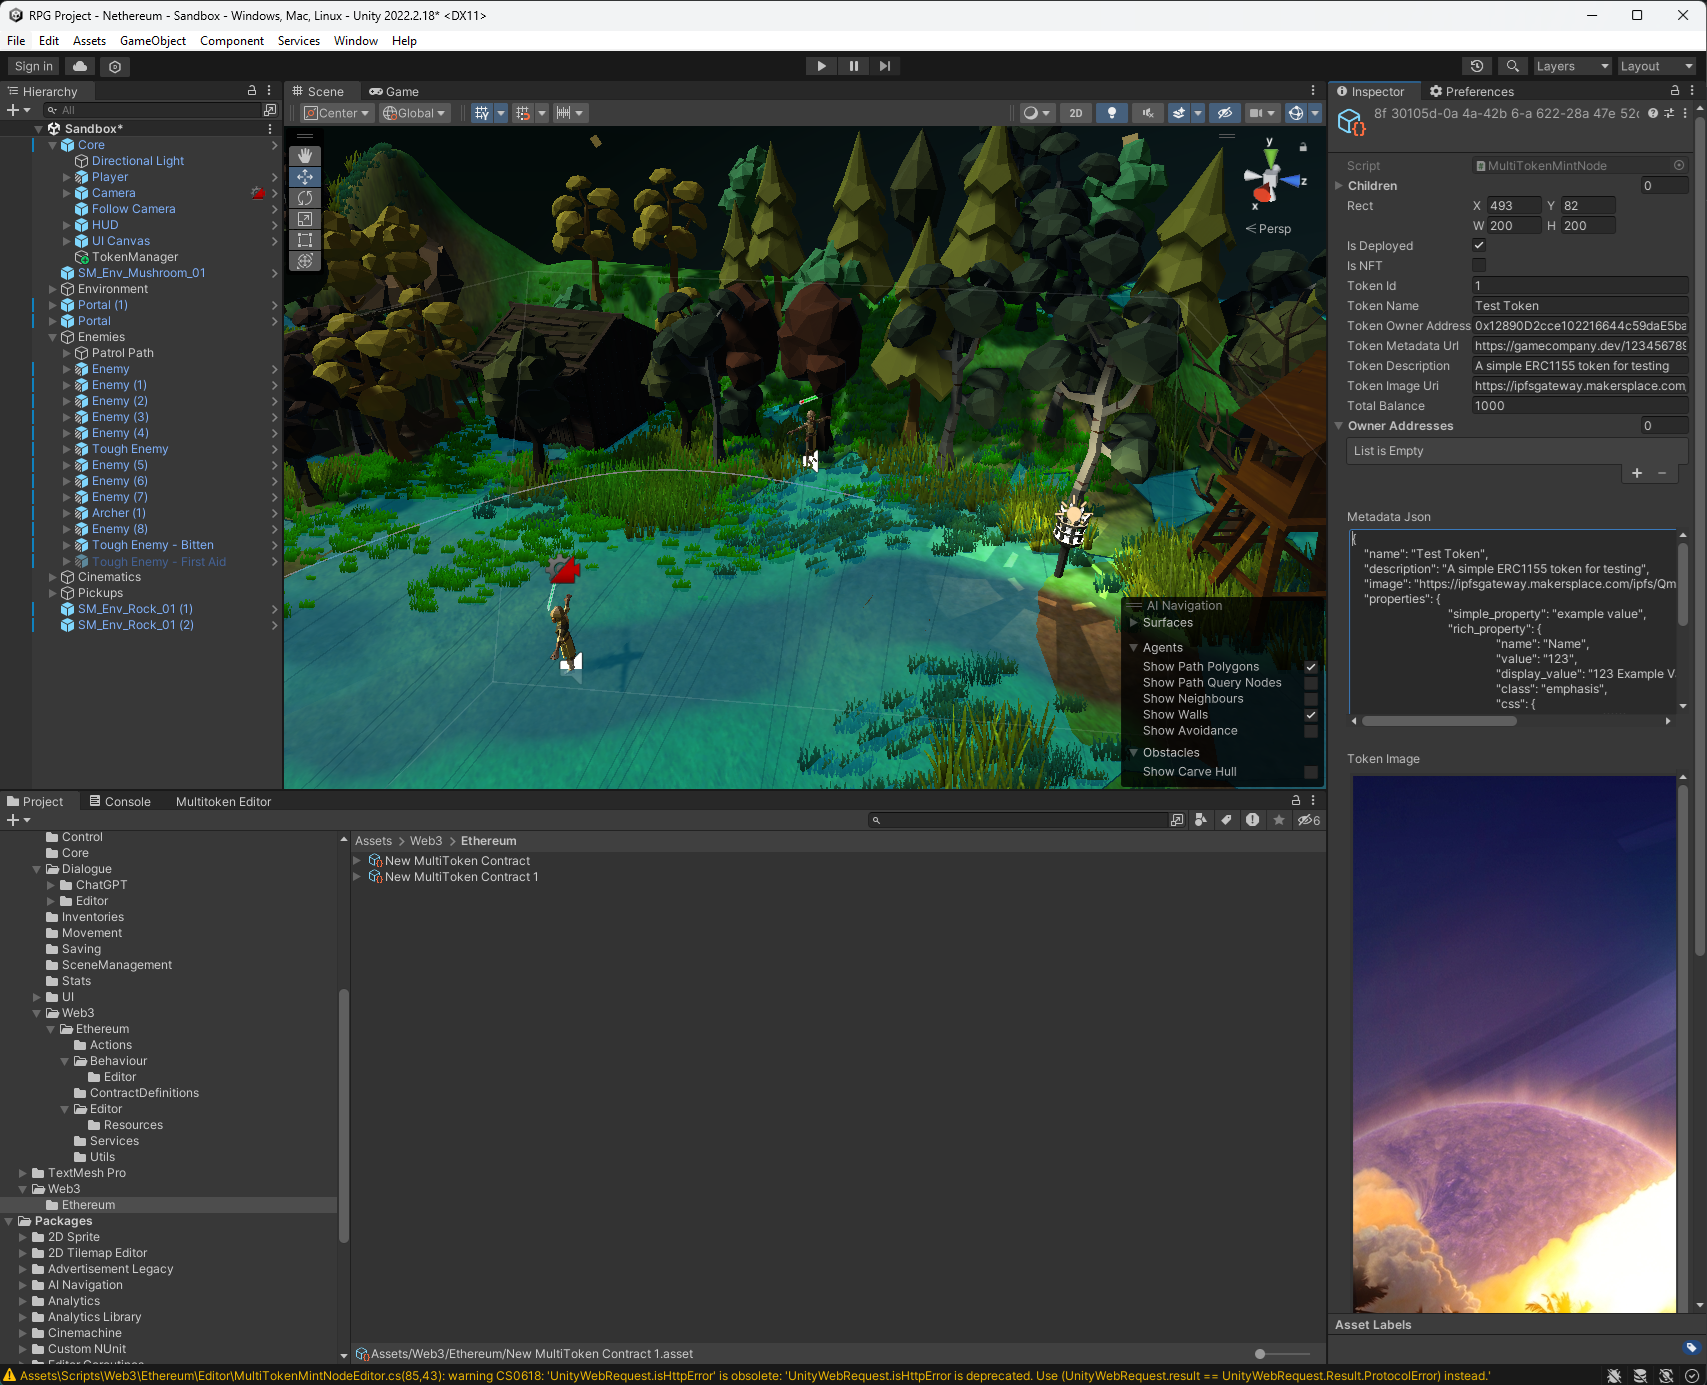 RPG Project - Nethereum - Sandbox - Windows, Mac, Linux - Unity 2022.2.18* <DX11>
File Edit Assets GameObject Component Services Window Help
Sign in
Layers
Layout
Hierarchy
All
Sandbox*
Core
Directional Light
Player
Camera
Follow Camera
HUD
UI Canvas
TokenManager
SM_Env_Mushroom_01
Environment
Portal (1)
Portal
Enemies
Patrol Path
Enemy
Enemy (1)
Enemy (2)
Enemy (3)
Enemy (4)
Tough Enemy
Enemy (5)
Enemy (6)
Enemy (7)
Archer (1)
Enemy (8)
Tough Enemy - Bitten
Tough Enemy - First Aid
Cinematics
Pickups
SM_Env_Rock_01 (1)
SM_Env_Rock_01 (2)
Scene Game
Center Global
2D
y
z
x
Persp
AI Navigation
Surfaces
Agents
Show Path Polygons
Show Path Query Nodes
Show Neighbours
Show Walls
Show Avoidance
Obstacles
Show Carve Hull
Inspector Preferences
8f 30105d-0a 4a-42b 6-a 622-28a 47e 52c
Script MultiTokenMintNode
Children 0
Rect X 493 Y 82
W 200 H 200
Is Deployed
Is NFT
Token Id 1
Token Name Test Token
Token Owner Address 0x12890D2cce102216644c59daE5ba
Token Metadata Url https://gamecompany.dev/123456789
Token Description A simple ERC1155 token for testing
Token Image Uri https://ipfsgateway.makersplace.com
Total Balance 1000
Owner Addresses 0
List is Empty
+ −
Metadata Json
{
"name": "Test Token",
"description": "A simple ERC1155 token for testing",
"image": "https://ipfsgateway.makersplace.com/ipfs/Qm
"properties": {
"simple_property": "example value",
"rich_property": {
"name": "Name",
"value": "123",
"display_value": "123 Example V
"class": "emphasis",
"css": {
Token Image
Asset Labels
Project Console Multitoken Editor
6
Control
Core
Dialogue
ChatGPT
Editor
Inventories
Movement
Saving
SceneManagement
Stats
UI
Web3
Ethereum
Actions
Behaviour
Editor
ContractDefinitions
Editor
Resources
Services
Utils
TextMesh Pro
Web3
Ethereum
Packages
2D Sprite
2D Tilemap Editor
Advertisement Legacy
AI Navigation
Analytics
Analytics Library
Cinemachine
Custom NUnit
Assets > Web3 > Ethereum
New MultiToken Contract
New MultiToken Contract 1
Assets/Web3/Ethereum/New MultiToken Contract 1.asset
Assets\Scripts\Web3\Ethereum\Editor\MultiTokenMintNodeEditor.cs(85,43): warning CS0618: 'UnityWebRequest.isHttpError' is obsolete: 'UnityWebRequest.isHttpError is deprecated. Use (UnityWebRequest.result == UnityWebRequest.Result.ProtocolError) instead.'